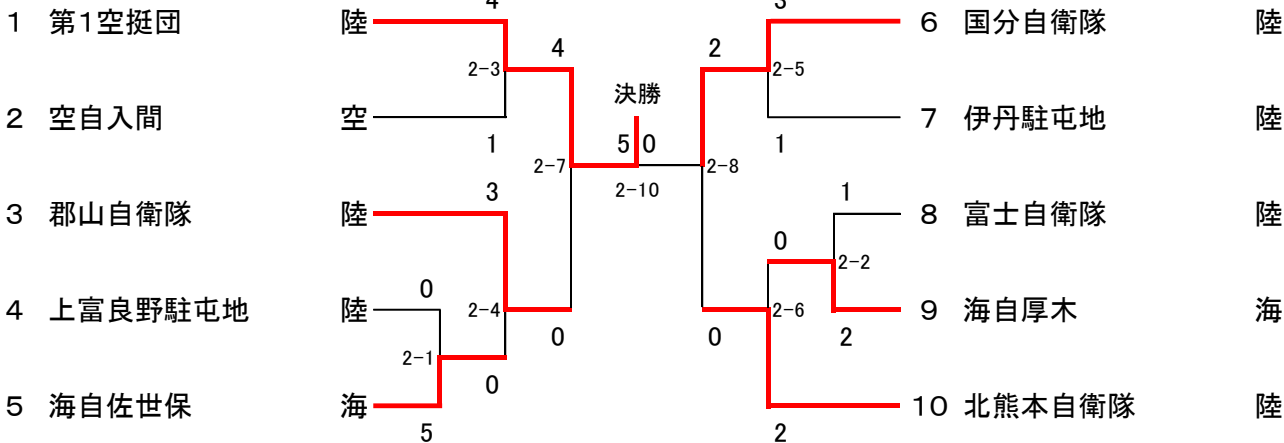 4
3
1 第1空挺団 陸
6 国分自衛隊 陸
4
2
2-3
2-5
決勝
2 空自入間 空
7 伊丹駐屯地 陸
1
5 0
1
2-7
2-8
2-10
3
1
3 郡山自衛隊 陸
8 富士自衛隊 陸
0
2-2
0
4 上富良野駐屯地 陸
2-4
2-6
9 海自厚木 海
0
0
2
2-1
0
5 海自佐世保 海
10 北熊本自衛隊 陸
5
2